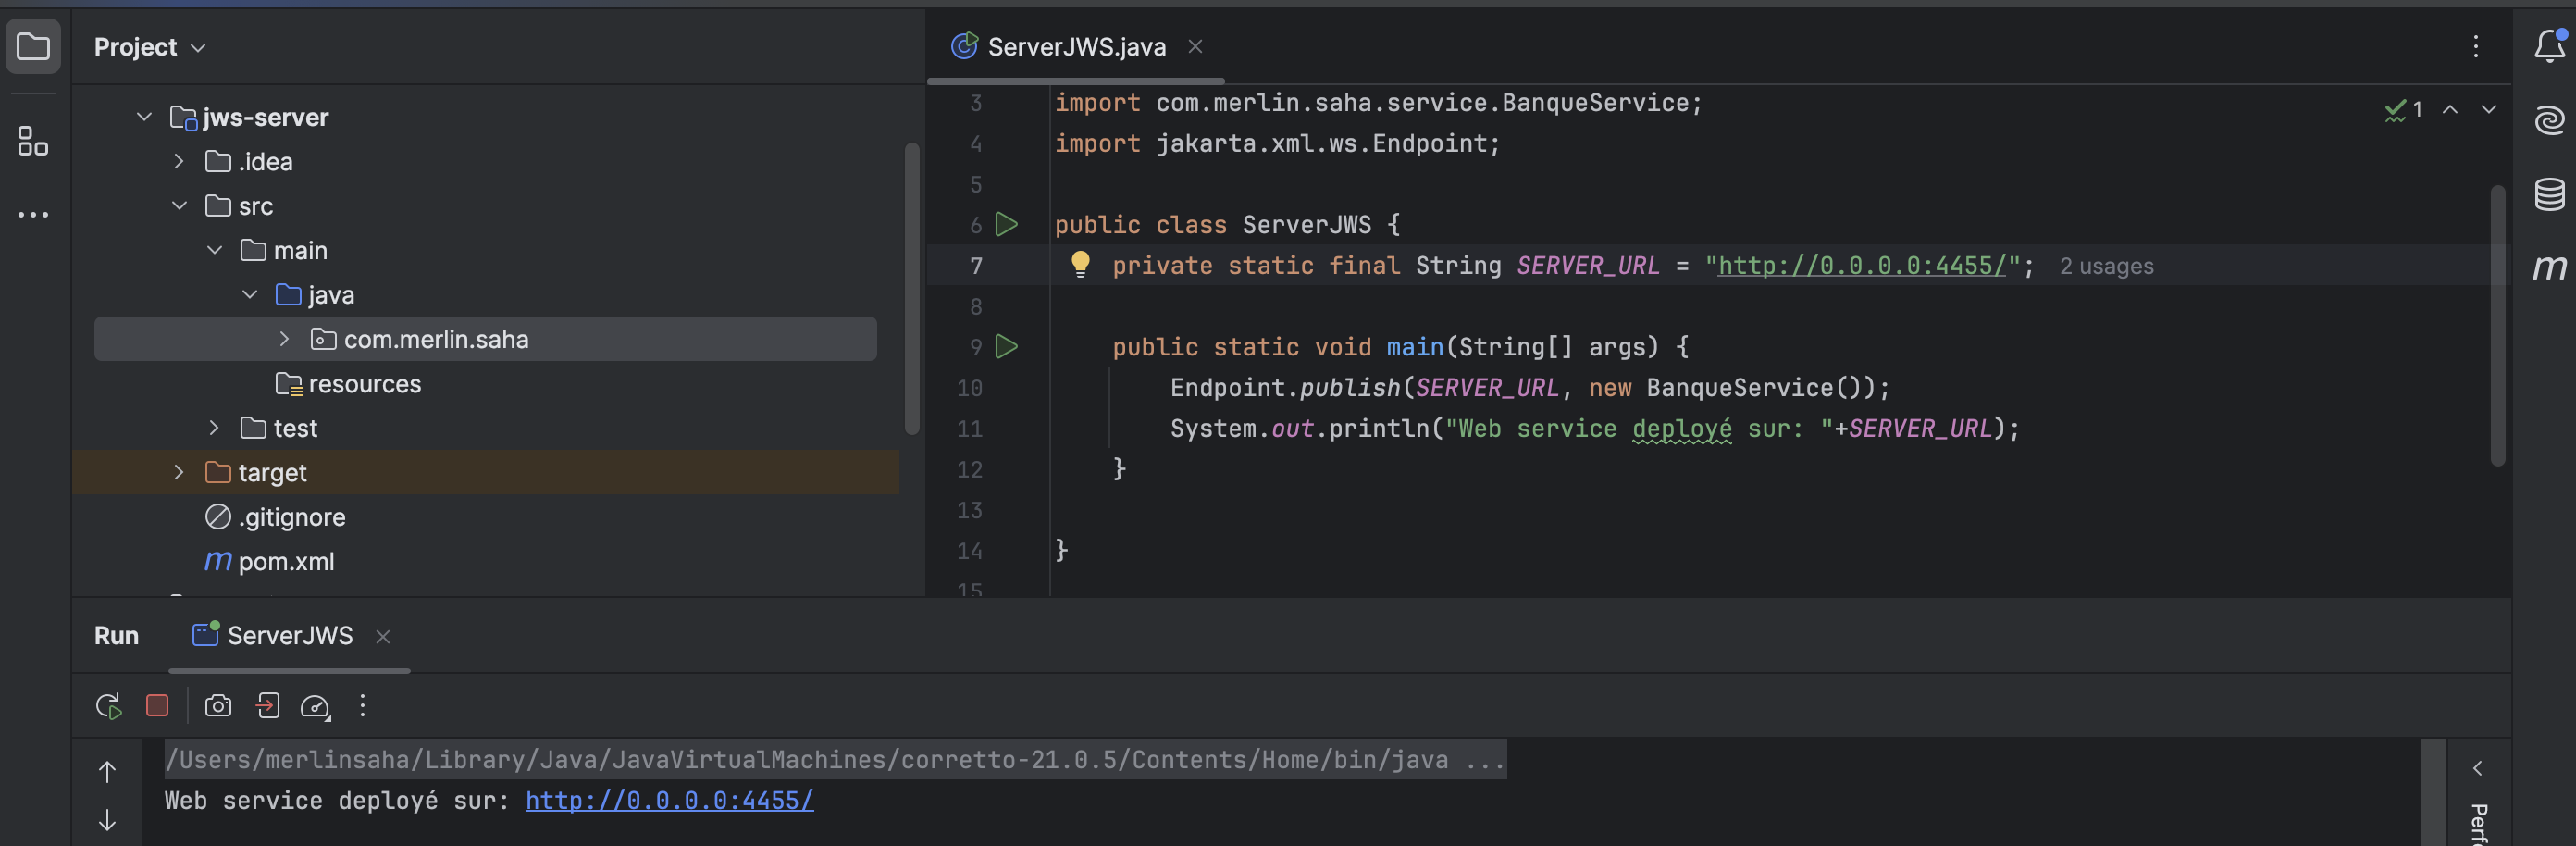 Project
jws-server
.idea
src
main
java
com.merlin.saha
resources
test
target
.gitignore
m pom.xml
ServerJWS.java
3 import com.merlin.saha.service.BanqueService;
4 import jakarta.xml.ws.Endpoint;
5
6 public class ServerJWS {
7 private static final String SERVER_URL = "http://0.0.0.0:4455/"; 2 usages
8
9 public static void main(String[] args) {
10 Endpoint.publish(SERVER_URL, new BanqueService());
11 System.out.println("Web service deployé sur: "+SERVER_URL);
12 }
13
14 }
15
1
m
Run
ServerJWS
/Users/merlinsaha/Library/Java/JavaVirtualMachines/corretto-21.0.5/Contents/Home/bin/java ...
Web service deployé sur: http://0.0.0.0:4455/